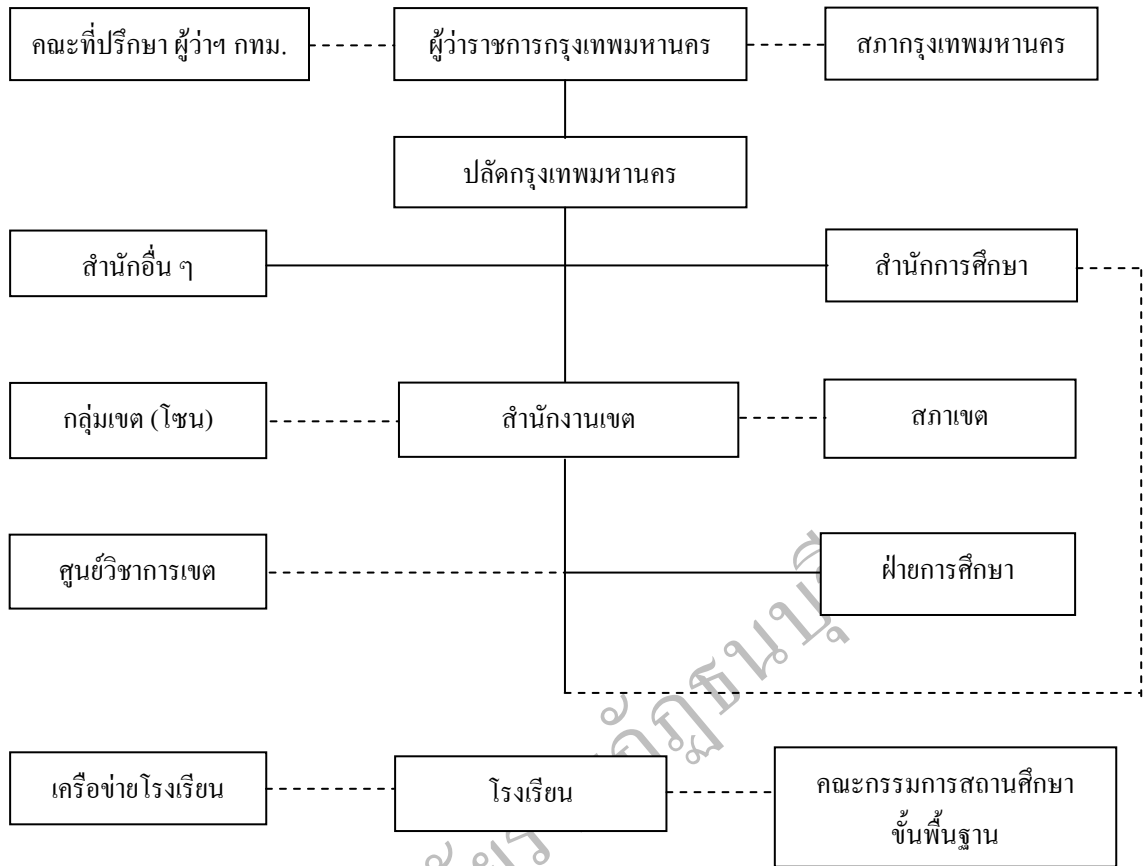 คณะที่ปรึกษา ผู้ว่าฯ กทม.
ผู้ว่าราชการกรุงเทพมหานคร
สภากรุงเทพมหานคร
ปลัดกรุงเทพมหานคร
สำนักอื่น ๆ
สำนักการศึกษา
กลุ่มเขต (โซน)
สำนักงานเขต
สภาเขต
ศูนย์วิชาการเขต
ฝ่ายการศึกษา
เครือข่ายโรงเรียน
โรงเรียน
คณะกรรมการสถานศึกษา
ขั้นพื้นฐาน